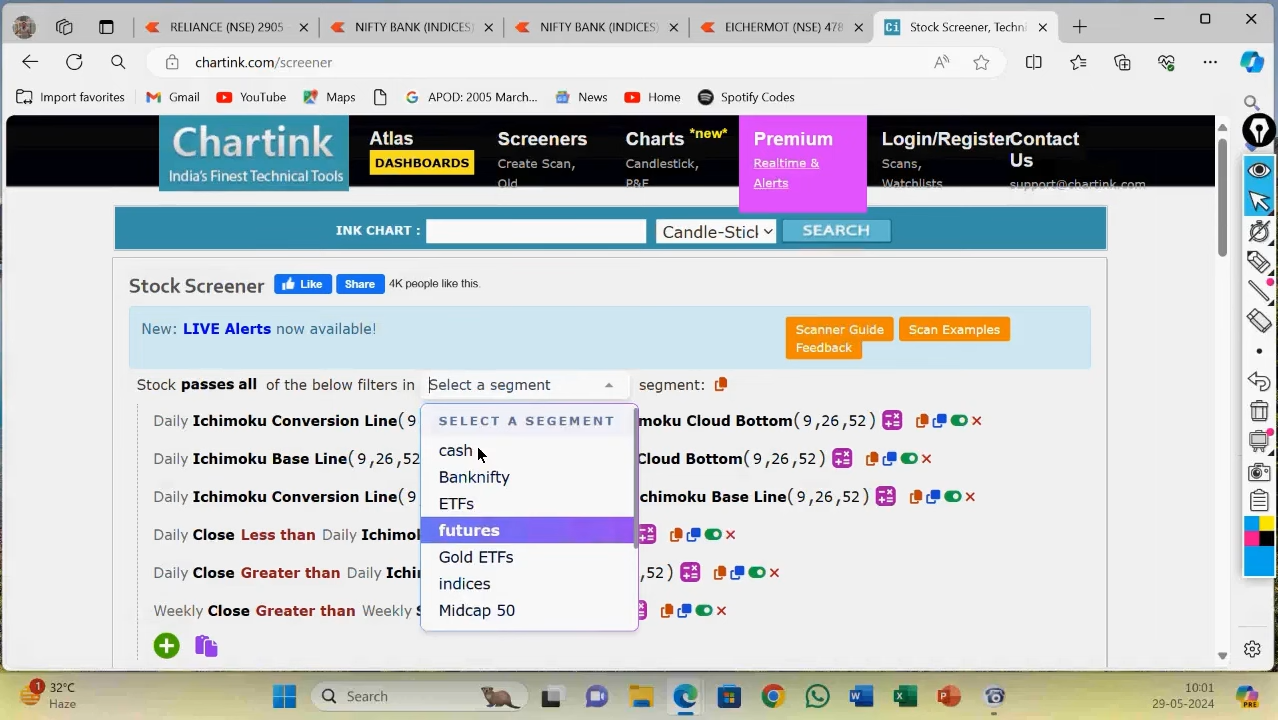 RELIANCE (NSE) 2905
NIFTY BANK (INDICES)
NIFTY BANK (INDICES)
EICHERMOT (NSE) 478
Ci Stock Screener, Techni
chartink.com/screener
Import favorites
Gmail
YouTube
Maps
APOD: 2005 March...
News
Home
Spotify Codes
Chartink
India's Finest Technical Tools
Atlas
DASHBOARDS
Screeners
Create Scan,
Old
Charts *new*
Candlestick,
P&F
Premium
Realtime &
Alerts
Login/Register
Scans,
Watchlists
Contact
Us
support@chartink.com
INK CHART :
Candle-Stick
SEARCH
Stock Screener
Like
Share
4K people like this.
New: LIVE Alerts now available!
Scanner Guide
Scan Examples
Feedback
Stock passes all of the below filters in Select a segment segment:
SELECT A SEGEMENT
cash
Banknifty
ETFs
futures
Gold ETFs
indices
Midcap 50
Daily Ichimoku Conversion Line(9 moku Cloud Bottom(9,26,52)
Daily Ichimoku Base Line(9,26,52 Cloud Bottom(9,26,52)
Daily Ichimoku Conversion Line(9 chimoku Base Line(9,26,52)
Daily Close Less than Daily Ichimo
Daily Close Greater than Daily Ichi ,52)
Weekly Close Greater than Weekly S
1
32°C
Haze
Search
PRE
10:01
29-05-2024